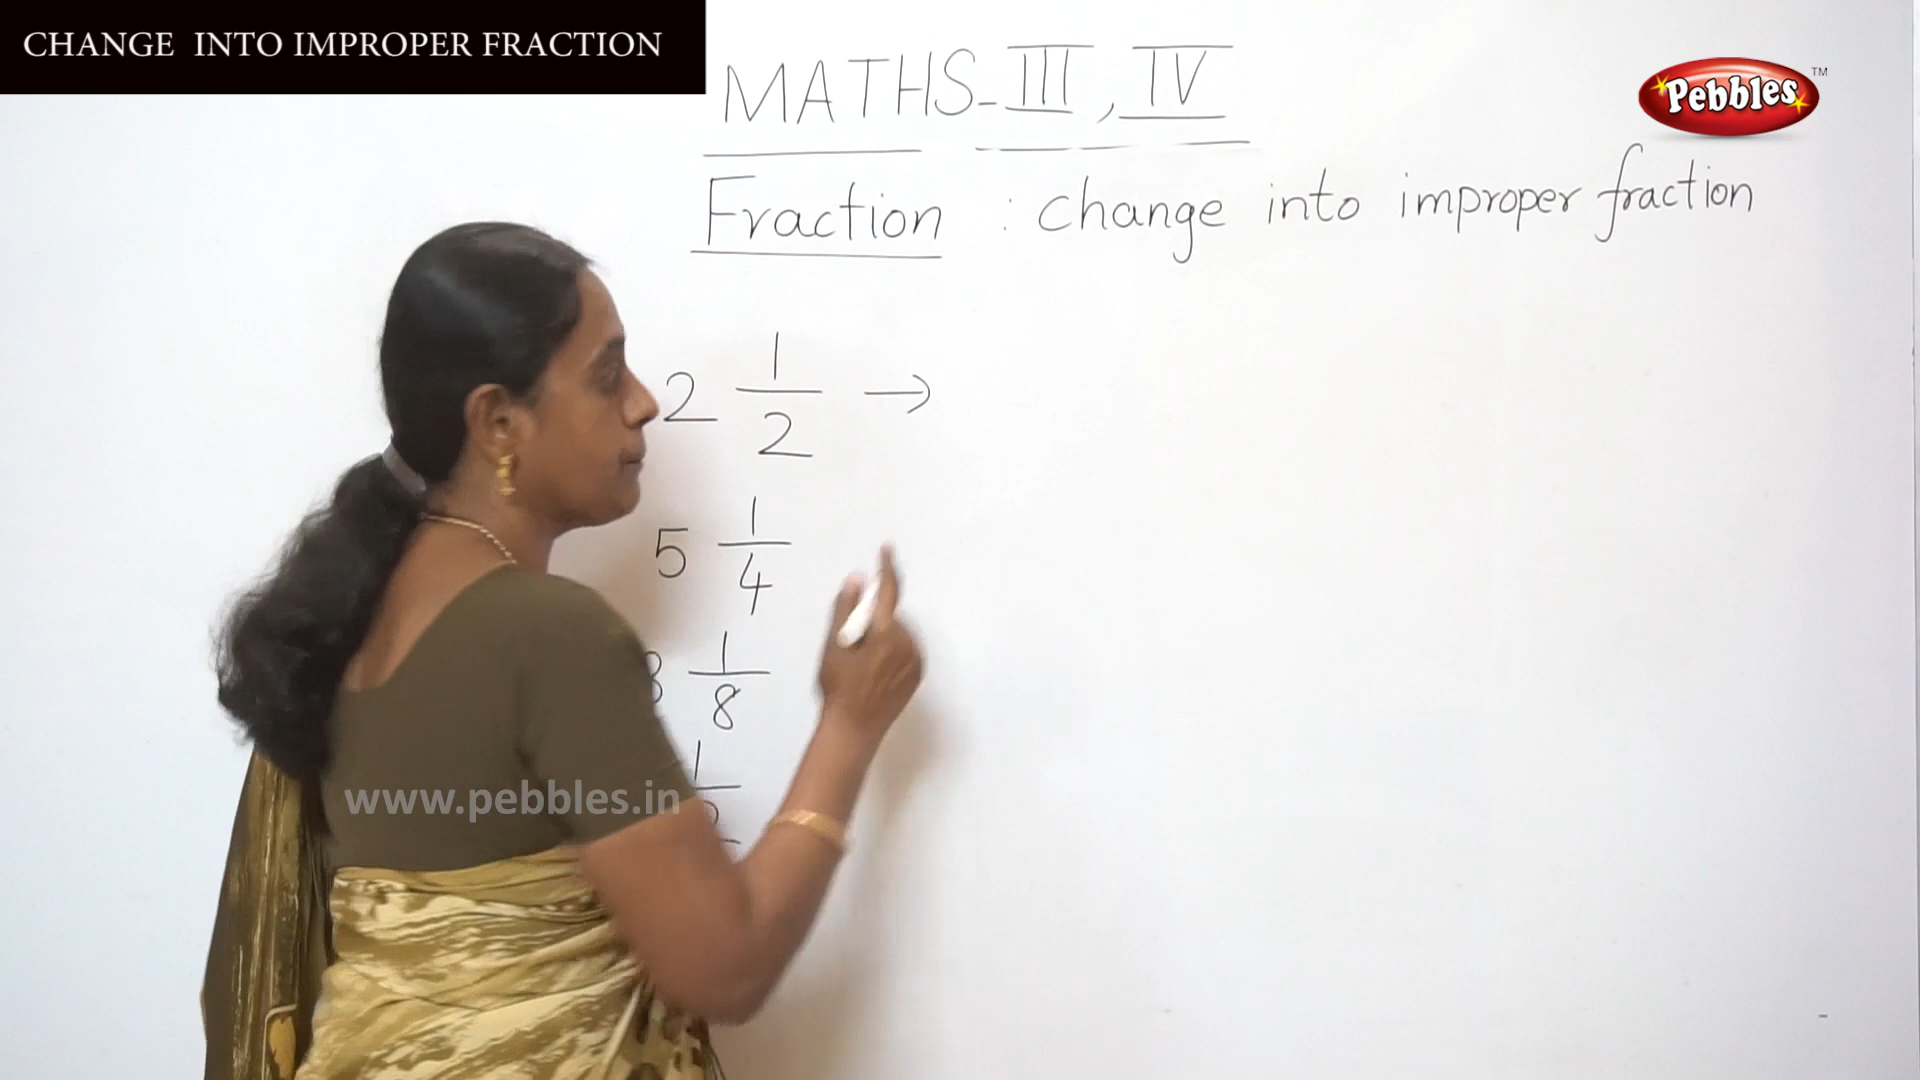 CHANGE INTO IMPROPER FRACTION
MATHS - III, IV
Pebbles TM
Fraction : change into improper fraction
2 1/2 →
5 1/4
1/8
www.pebbles.in